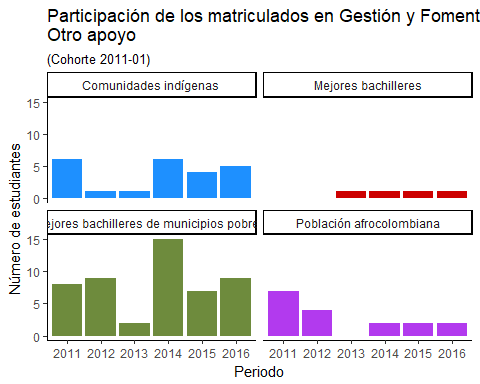 Participación de los matriculados en Gestión y Foment
Otro apoyo
(Cohorte 2011-01)
Comunidades indígenas
Mejores bachilleres
15
10
5
0
ejores bachilleres de municipios pobre
Población afrocolombiana
15
10
5
0
2011 2012 2013 2014 2015 2016
2011 2012 2013 2014 2015 2016
Número de estudiantes
Periodo